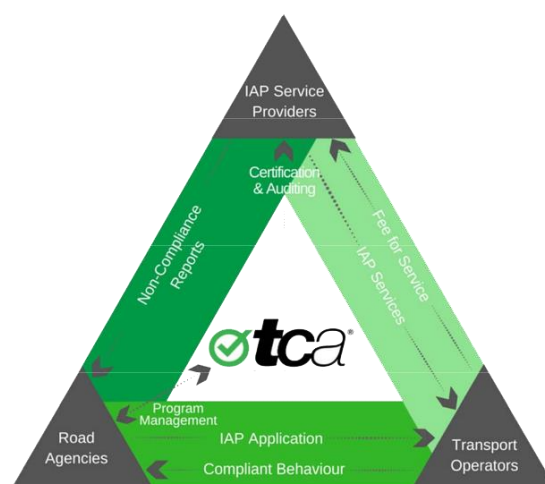 IAP Service
Providers
Certification
& Auditing
Non-Compliance
Reports
Fee for Service
IAP Services
tca®
Program
Management
Road
Agencies
IAP Application
Compliant Behaviour
Transport
Operators